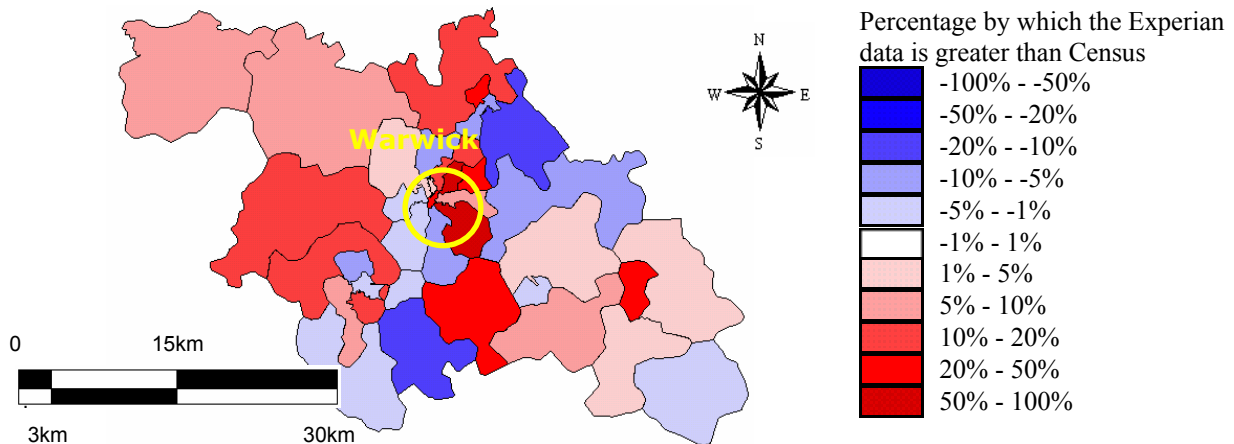 Warwick
N
W
E
S
0
15km
3km
30km
Percentage by which the Experian
data is greater than Census
-100% - -50%
-50% - -20%
-20% - -10%
-10% - -5%
-5% - -1%
-1% - 1%
1% - 5%
5% - 10%
10% - 20%
20% - 50%
50% - 100%